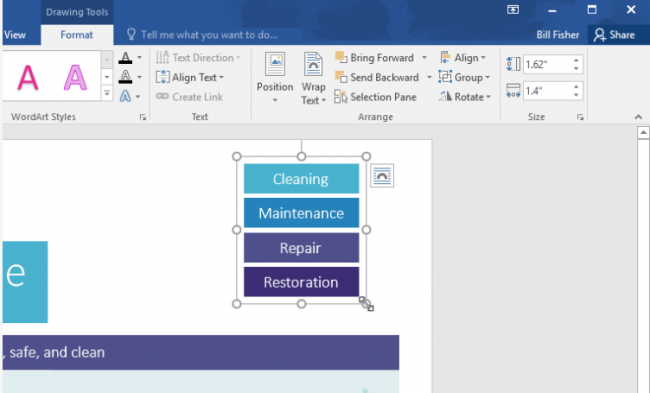 Drawing Tools
View Format Tell me what you want to do... Bill Fisher Share
A A A Text Direction Bring Forward Align 1.62"
A Align Text Position Wrap Text Send Backward Group 1.4"
A Create Link Selection Pane Rotate
WordArt Styles Text Arrange Size
Cleaning
Maintenance
Repair
Restoration
e
, safe, and clean